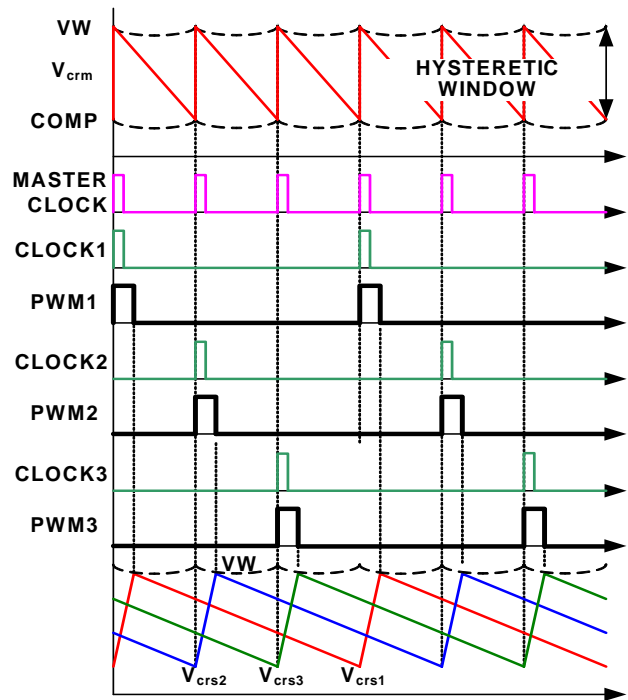 VW
Vcrm
HYSTERETIC
WINDOW
COMP
MASTER
CLOCK
CLOCK1
PWM1
CLOCK2
PWM2
CLOCK3
PWM3
VW
Vcrs2 Vcrs3 Vcrs1